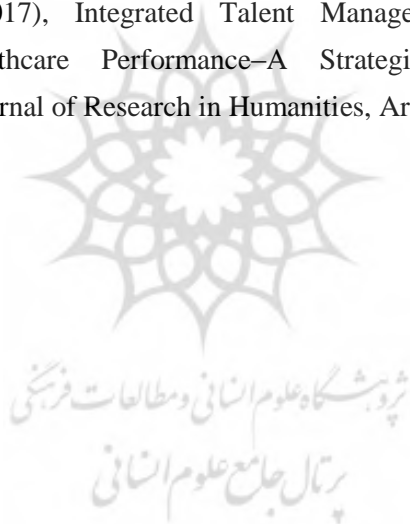 017), Integrated Talent Manage
thcare Performance–A Strategi
urnal of Research in Humanities, Ar
پژوهشگاه علوم انسانی و مطالعات فرهنگی
پرتال جامع علوم انسانی